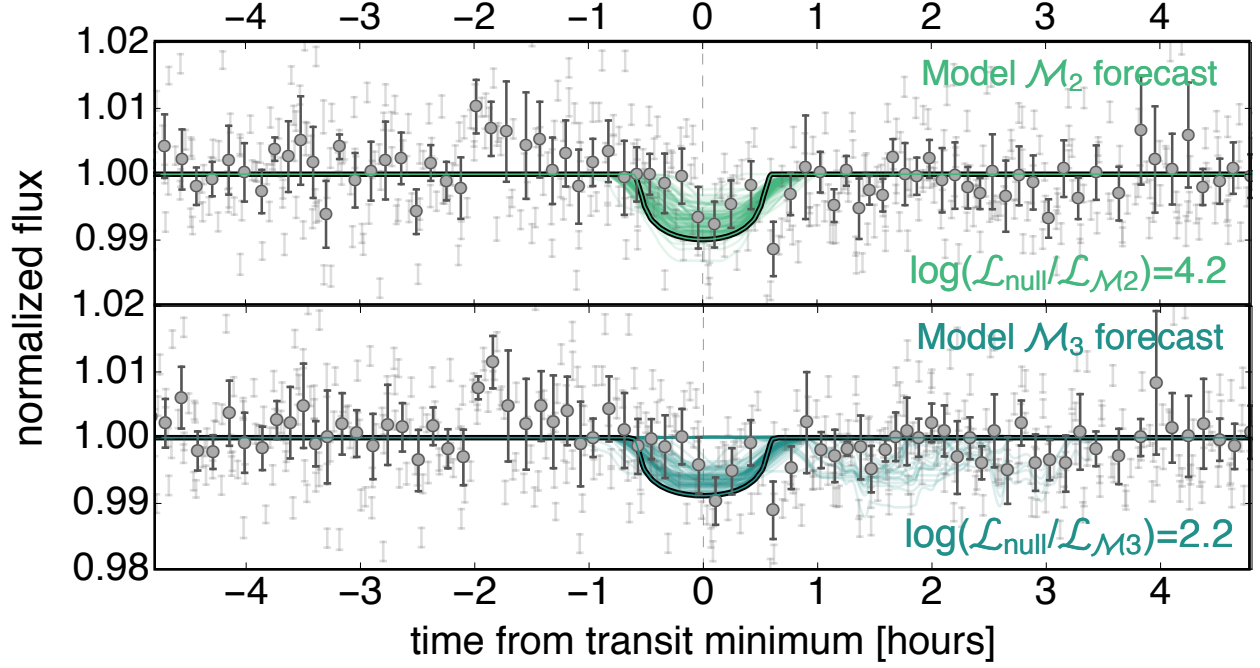 −4 −3 −2 −1 0 1 2 3 4
1.02
Model ℳ₂ forecast
1.01
1.00
0.99
log(ℒnull/ℒℳ2)=4.2
normalized flux
1.02
Model ℳ₃ forecast
1.01
1.00
0.99
log(ℒnull/ℒℳ3)=2.2
0.98
−4 −3 −2 −1 0 1 2 3 4
time from transit minimum [hours]